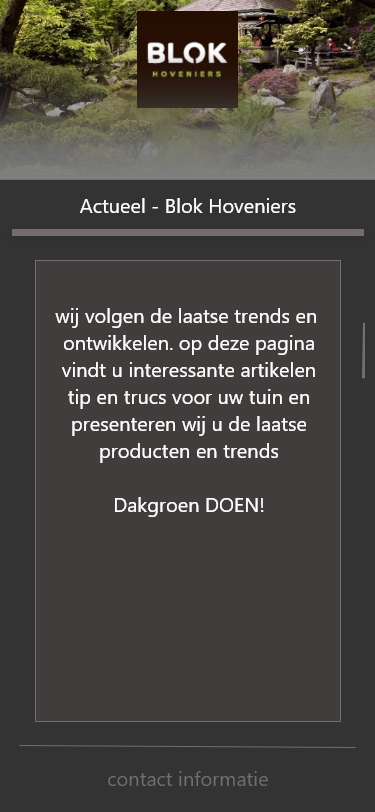 BLOK
HOVENIERS
Actueel - Blok Hoveniers
wij volgen de laatse trends en
ontwikkelen. op deze pagina
vindt u interessante artikelen
tip en trucs voor uw tuin en
presenteren wij u de laatse
producten en trends
Dakgroen DOEN!
contact informatie